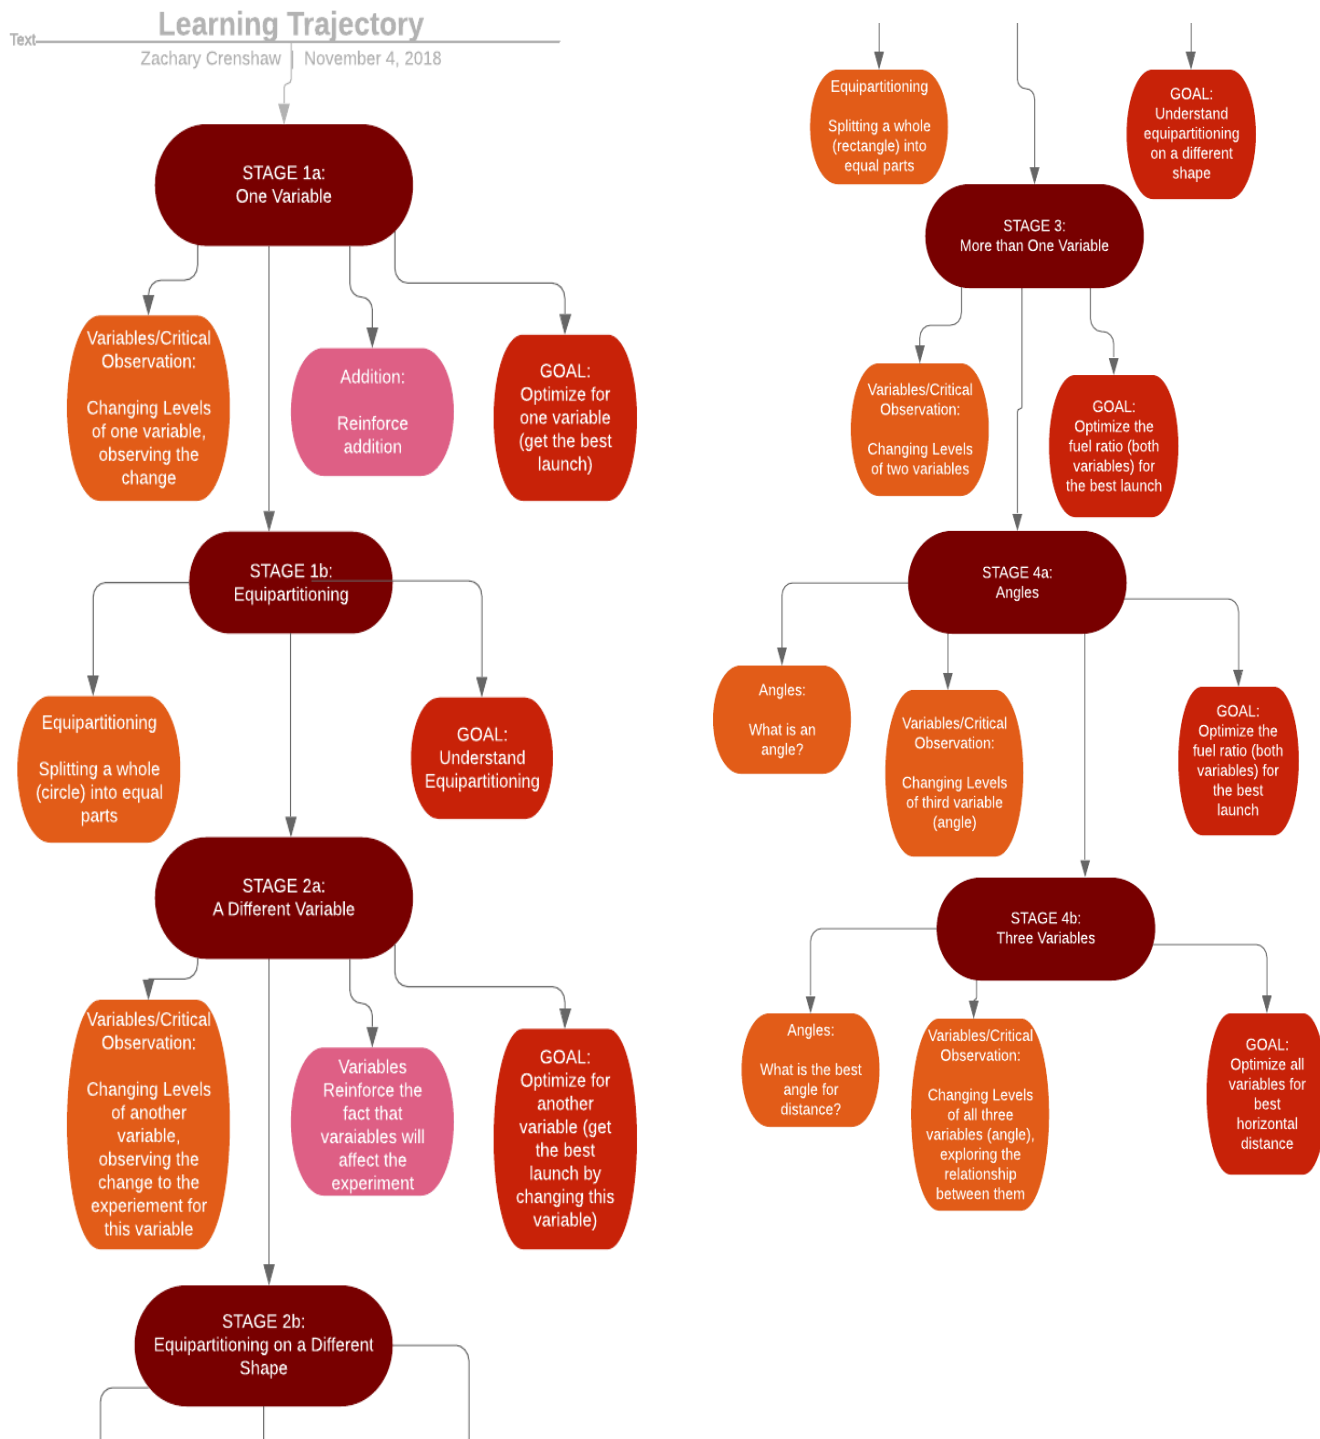 Learning Trajectory
Text
Zachary Crenshaw | November 4, 2018
STAGE 1a:
One Variable
Variables/Critical
Observation:
Changing Levels
of one variable,
observing the
change
Addition:
Reinforce
addition
GOAL:
Optimize for
one variable
(get the best
launch)
STAGE 1b:
Equipartitioning
Equipartitioning
Splitting a whole
(circle) into equal
parts
GOAL:
Understand
Equipartitioning
STAGE 2a:
A Different Variable
Variables/Critical
Observation:
Changing Levels
of another
variable,
observing the
change to the
experiement for
this variable
Variables
Reinforce the
fact that
varaiables will
affect the
experiment
GOAL:
Optimize for
another
variable (get
the best
launch by
changing this
variable)
STAGE 2b:
Equipartitioning on a Different
Shape
Equipartitioning
Splitting a whole
(rectangle) into
equal parts
GOAL:
Understand
equipartitioning
on a different
shape
STAGE 3:
More than One Variable
Variables/Critical
Observation:
Changing Levels
of two variables
GOAL:
Optimize the
fuel ratio (both
variables) for
the best launch
STAGE 4a:
Angles
Angles:
What is an
angle?
Variables/Critical
Observation:
Changing Levels
of third variable
(angle)
GOAL:
Optimize the
fuel ratio (both
variables) for
the best
launch
STAGE 4b:
Three Variables
Angles:
What is the best
angle for
distance?
Variables/Critical
Observation:
Changing Levels
of all three
variables (angle),
exploring the
relationship
between them
GOAL:
Optimize all
variables for
best
horizontal
distance